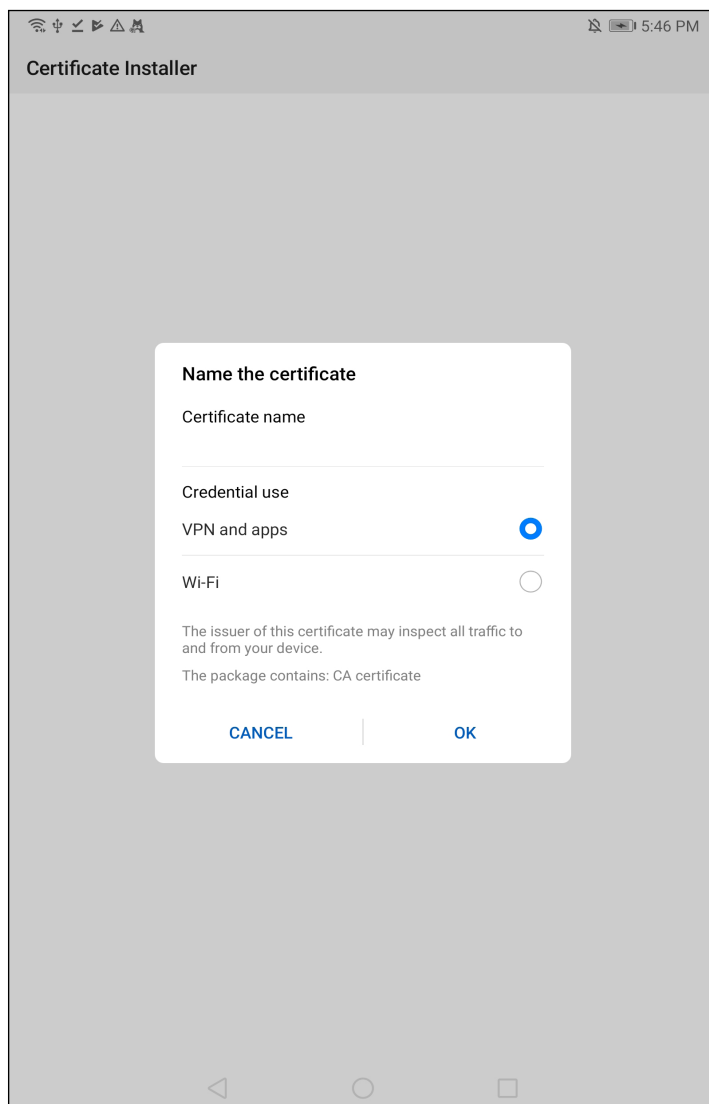 5:46 PM
Certificate Installer
Name the certificate
Certificate name
Credential use
VPN and apps
Wi-Fi
The issuer of this certificate may inspect all traffic to
and from your device.
The package contains: CA certificate
CANCEL OK